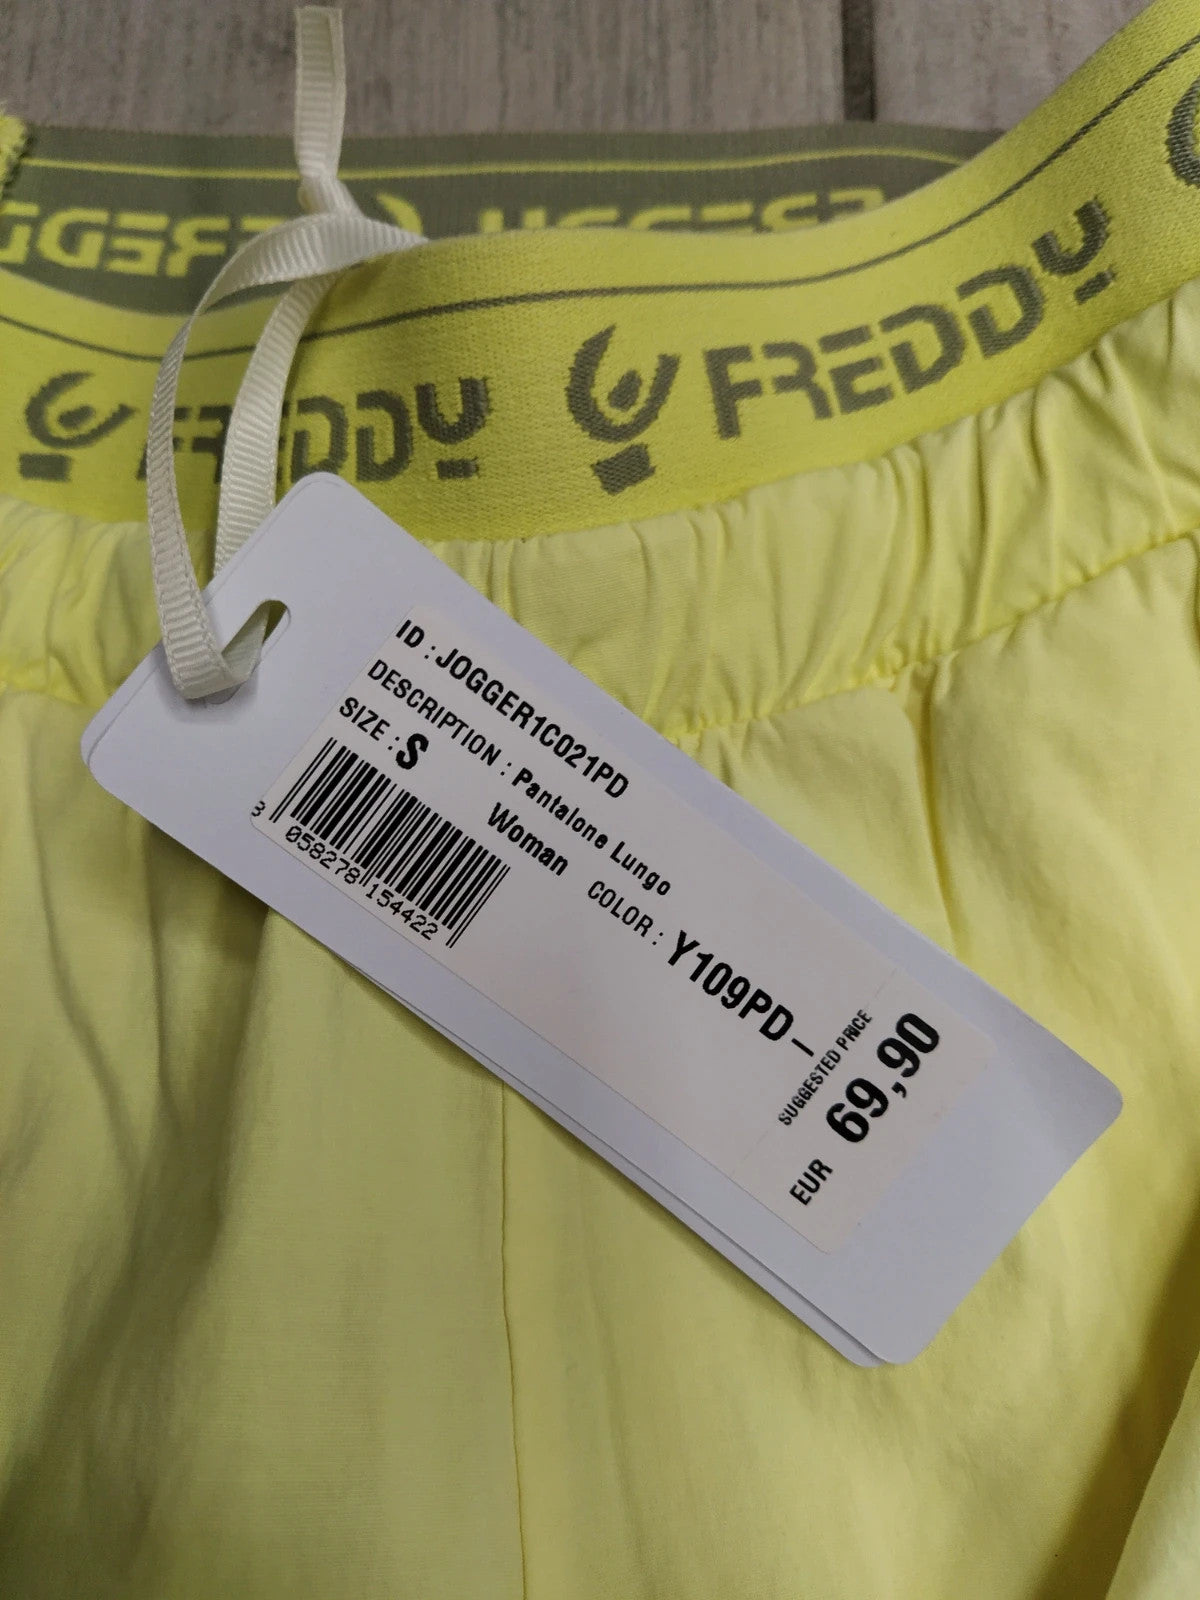 FREDDY
FREDDY
ID : JOGGER1C021PD
DESCRIPTION : Pantalone Lungo
SIZE : S
Woman
COLOR : Y109PD-
058278 154422
SUGGESTED PRICE
EUR 69,90